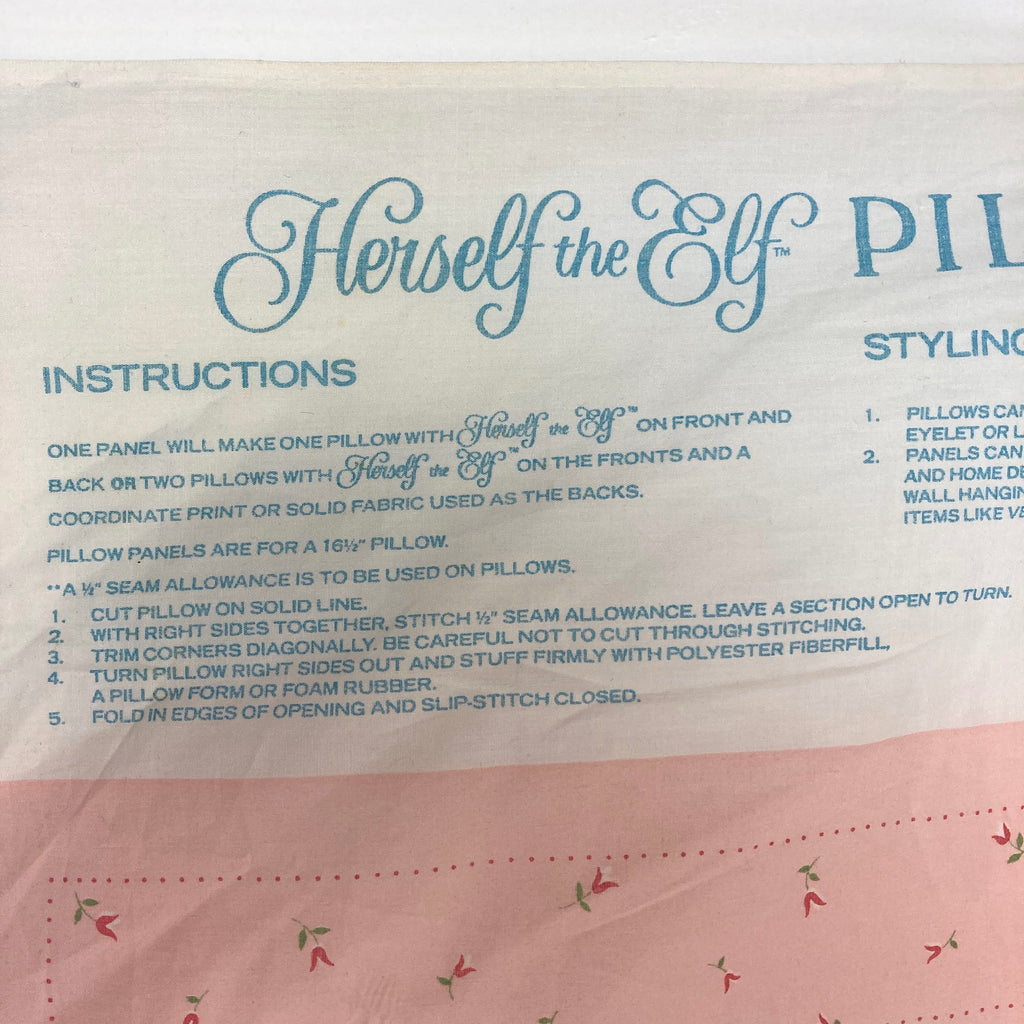 Herself the Elf™ PIL
INSTRUCTIONS
ONE PANEL WILL MAKE ONE PILLOW WITH Herself the Elf™ ON FRONT AND
BACK OR TWO PILLOWS WITH Herself the Elf™ ON THE FRONTS AND A
COORDINATE PRINT OR SOLID FABRIC USED AS THE BACKS.
PILLOW PANELS ARE FOR A 16½" PILLOW.
**A ½" SEAM ALLOWANCE IS TO BE USED ON PILLOWS.
1. CUT PILLOW ON SOLID LINE.
2. WITH RIGHT SIDES TOGETHER, STITCH ½" SEAM ALLOWANCE. LEAVE A SECTION OPEN TO TURN.
3. TRIM CORNERS DIAGONALLY. BE CAREFUL NOT TO CUT THROUGH STITCHING.
4. TURN PILLOW RIGHT SIDES OUT AND STUFF FIRMLY WITH POLYESTER FIBERFILL,
A PILLOW FORM OR FOAM RUBBER.
5. FOLD IN EDGES OF OPENING AND SLIP-STITCH CLOSED.
STYLING
1. PILLOWS CAN
EYELET OR L
2. PANELS CAN
AND HOME DE
WALL HANGIN
ITEMS LIKE VE